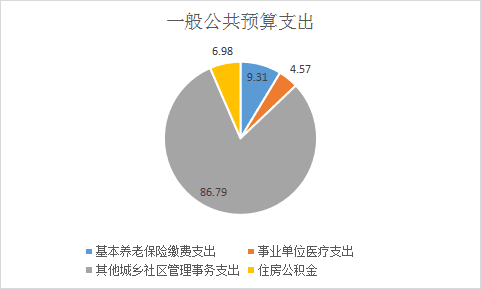 一般公共预算支出
6.98
9.31
4.57
86.79
基本养老保险缴费支出
事业单位医疗支出
其他城乡社区管理事务支出
住房公积金